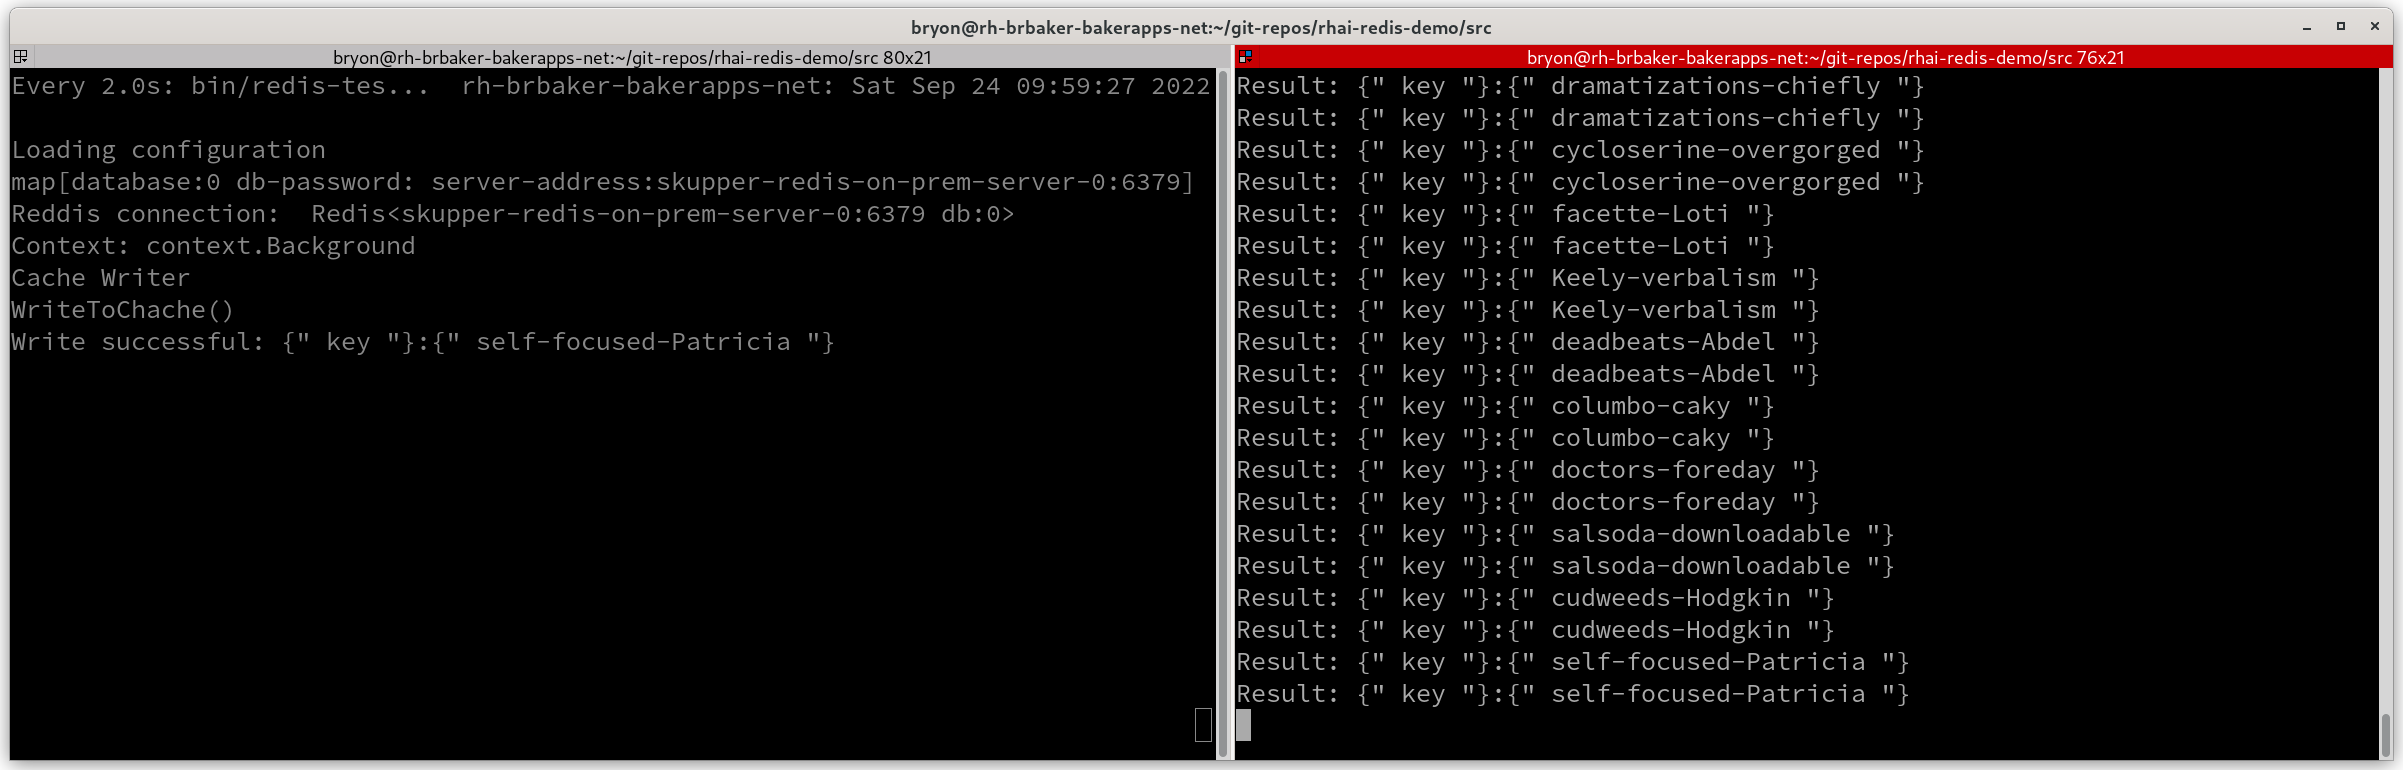 bryon@rh-brbaker-bakerapps-net:~/git-repos/rhai-redis-demo/src
bryon@rh-brbaker-bakerapps-net:~/git-repos/rhai-redis-demo/src 80x21
Every 2.0s: bin/redis-tes...  rh-brbaker-bakerapps-net: Sat Sep 24 09:59:27 2022
Loading configuration
map[database:0 db-password: server-address:skupper-redis-on-prem-server-0:6379]
Reddis connection:  Redis<skupper-redis-on-prem-server-0:6379 db:0>
Context: context.Background
Cache Writer
WriteToChache()
Write successful: {" key "}:{" self-focused-Patricia "}
bryon@rh-brbaker-bakerapps-net:~/git-repos/rhai-redis-demo/src 76x21
Result: {" key "}:{" dramatizations-chiefly "}
Result: {" key "}:{" dramatizations-chiefly "}
Result: {" key "}:{" cycloserine-overgorged "}
Result: {" key "}:{" cycloserine-overgorged "}
Result: {" key "}:{" facette-Loti "}
Result: {" key "}:{" facette-Loti "}
Result: {" key "}:{" Keely-verbalism "}
Result: {" key "}:{" Keely-verbalism "}
Result: {" key "}:{" deadbeats-Abdel "}
Result: {" key "}:{" deadbeats-Abdel "}
Result: {" key "}:{" columbo-caky "}
Result: {" key "}:{" columbo-caky "}
Result: {" key "}:{" doctors-foreday "}
Result: {" key "}:{" doctors-foreday "}
Result: {" key "}:{" salsoda-downloadable "}
Result: {" key "}:{" salsoda-downloadable "}
Result: {" key "}:{" cudweeds-Hodgkin "}
Result: {" key "}:{" cudweeds-Hodgkin "}
Result: {" key "}:{" self-focused-Patricia "}
Result: {" key "}:{" self-focused-Patricia "}